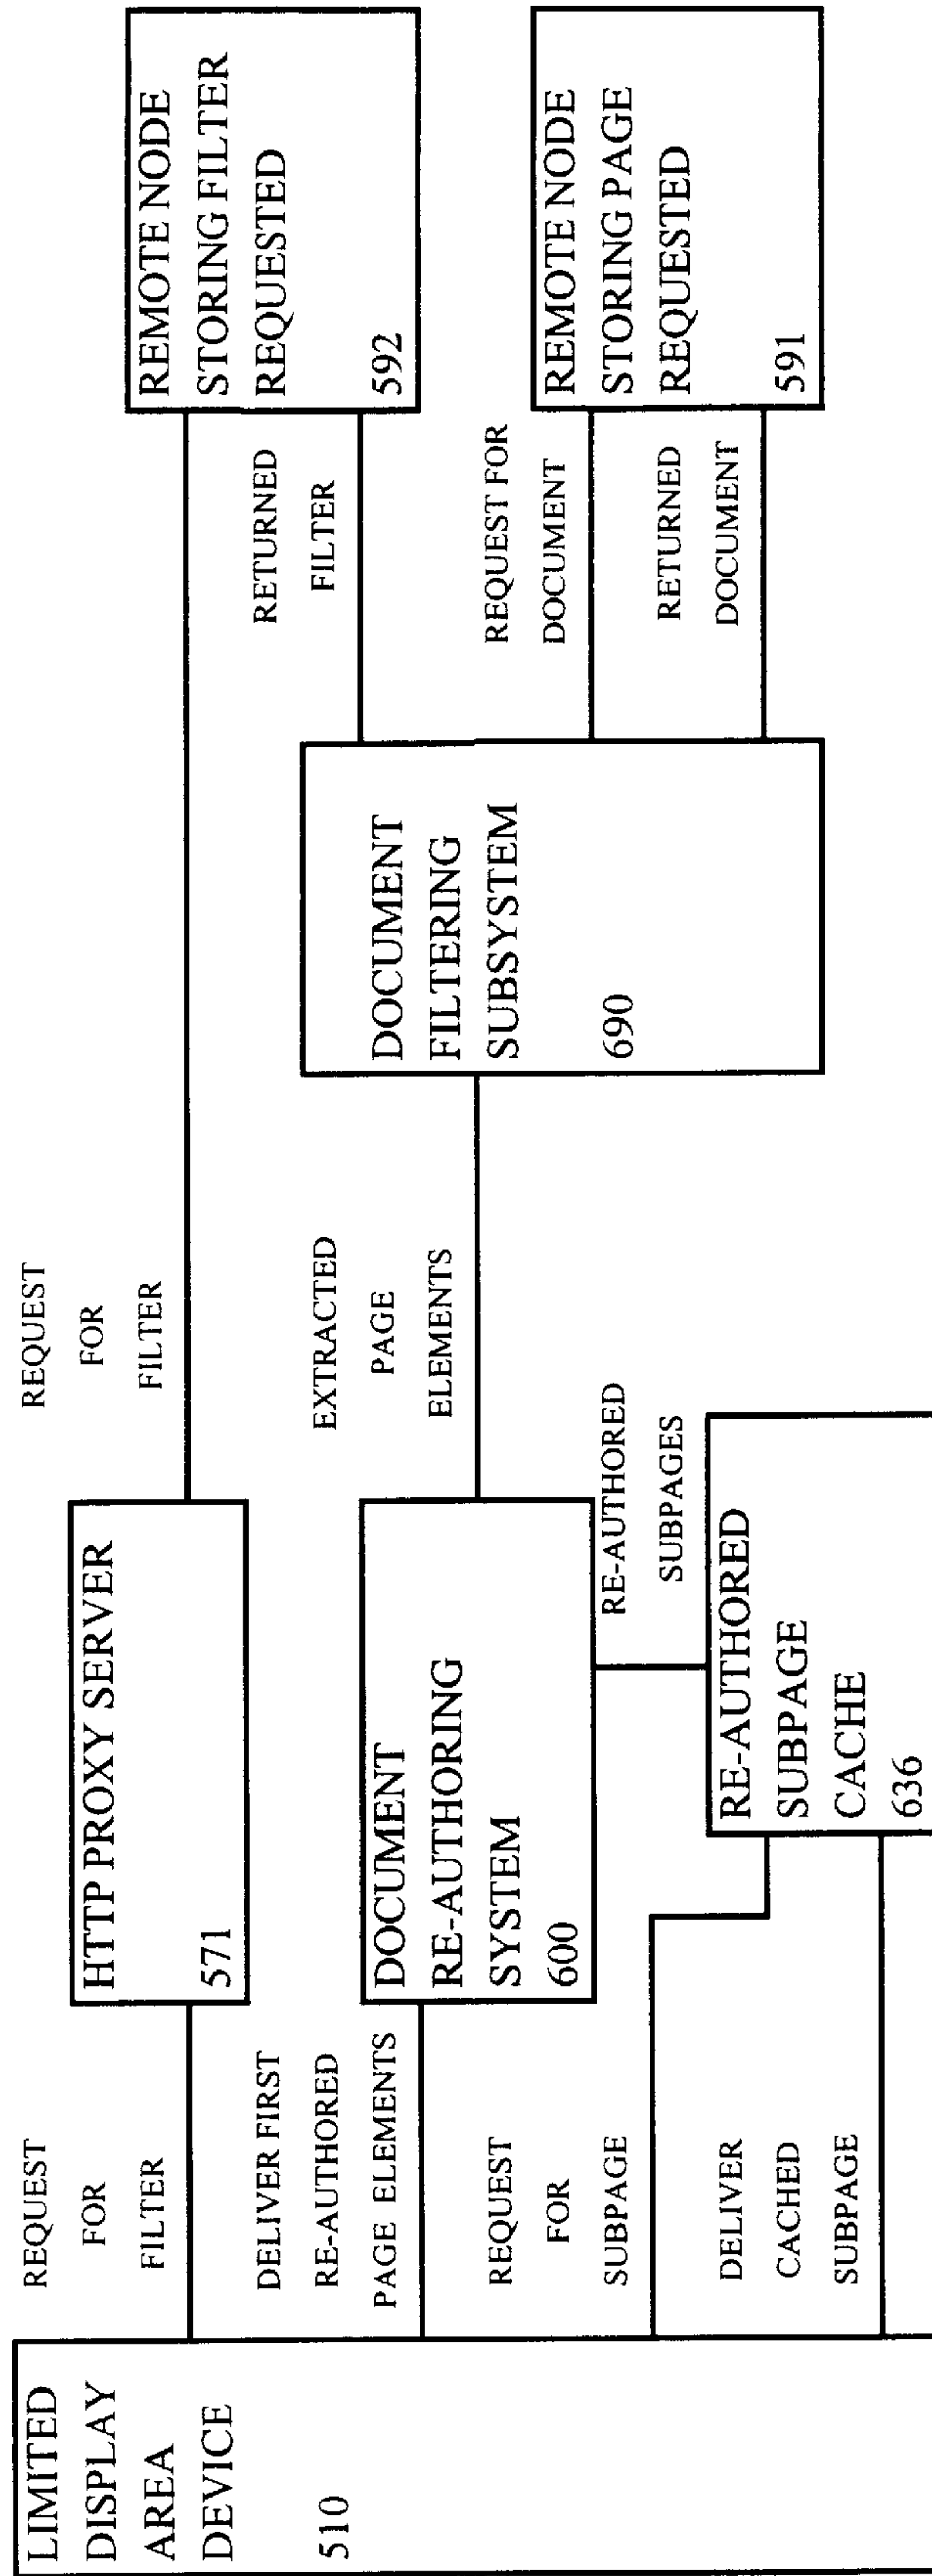 LIMITED
DISPLAY
AREA
DEVICE
510
REQUEST
FOR
FILTER
DELIVER FIRST
RE-AUTHORED
PAGE ELEMENTS
REQUEST
FOR
SUBPAGE
DELIVER
CACHED
SUBPAGE
HTTP PROXY SERVER
571
DOCUMENT
RE-AUTHORING
SYSTEM
600
RE-AUTHORED
SUBPAGES
RE-AUTHORED
SUBPAGE
CACHE
636
REQUEST
FOR
FILTER
EXTRACTED
PAGE
ELEMENTS
DOCUMENT
FILTERING
SUBSYSTEM
690
RETURNED
FILTER
REQUEST FOR
DOCUMENT
RETURNED
DOCUMENT
REMOTE NODE
STORING FILTER
REQUESTED
592
REMOTE NODE
STORING PAGE
REQUESTED
591